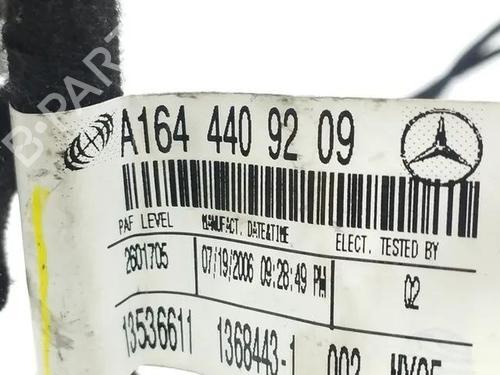 A164 440 92 09
PAF LEVEL MANUFACT. DATE&TIME ELECT. TESTED BY
2601705 07/19/2006 09:28:49 PM 02
13536611 1368443-1 002
B-PARTS